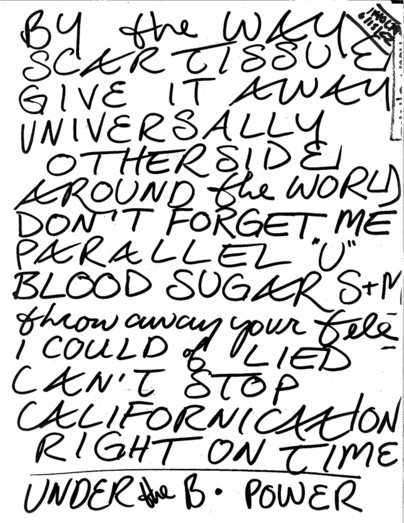 BY the WAY
SCAR TISSUE
GIVE IT AWAY
UNIVERSALLY
OTHERSIDE
AROUND the WORLD
DON'T FORGET ME
PARALLEL "U"
BLOOD SUGAR S+M
throw away your tele
I COULD of LIED
CAN'T STOP
CALIFORNICATION
RIGHT ON TIME
UNDER the B · POWER